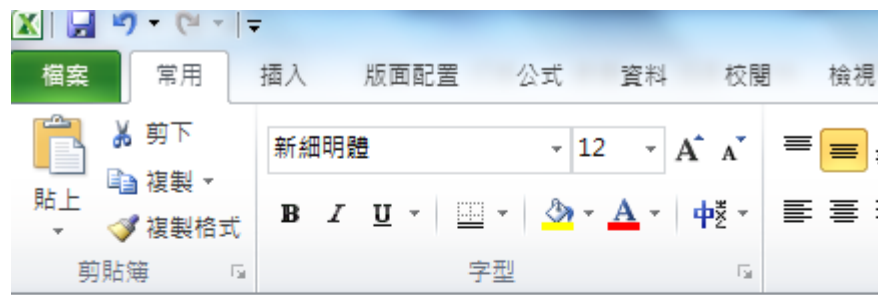 檔案 常用 插入 版面配置 公式 資料 校閱 檢視
剪下
複製
貼上
複製格式
新細明體 12 A A
B I U A 中
剪貼簿 字型